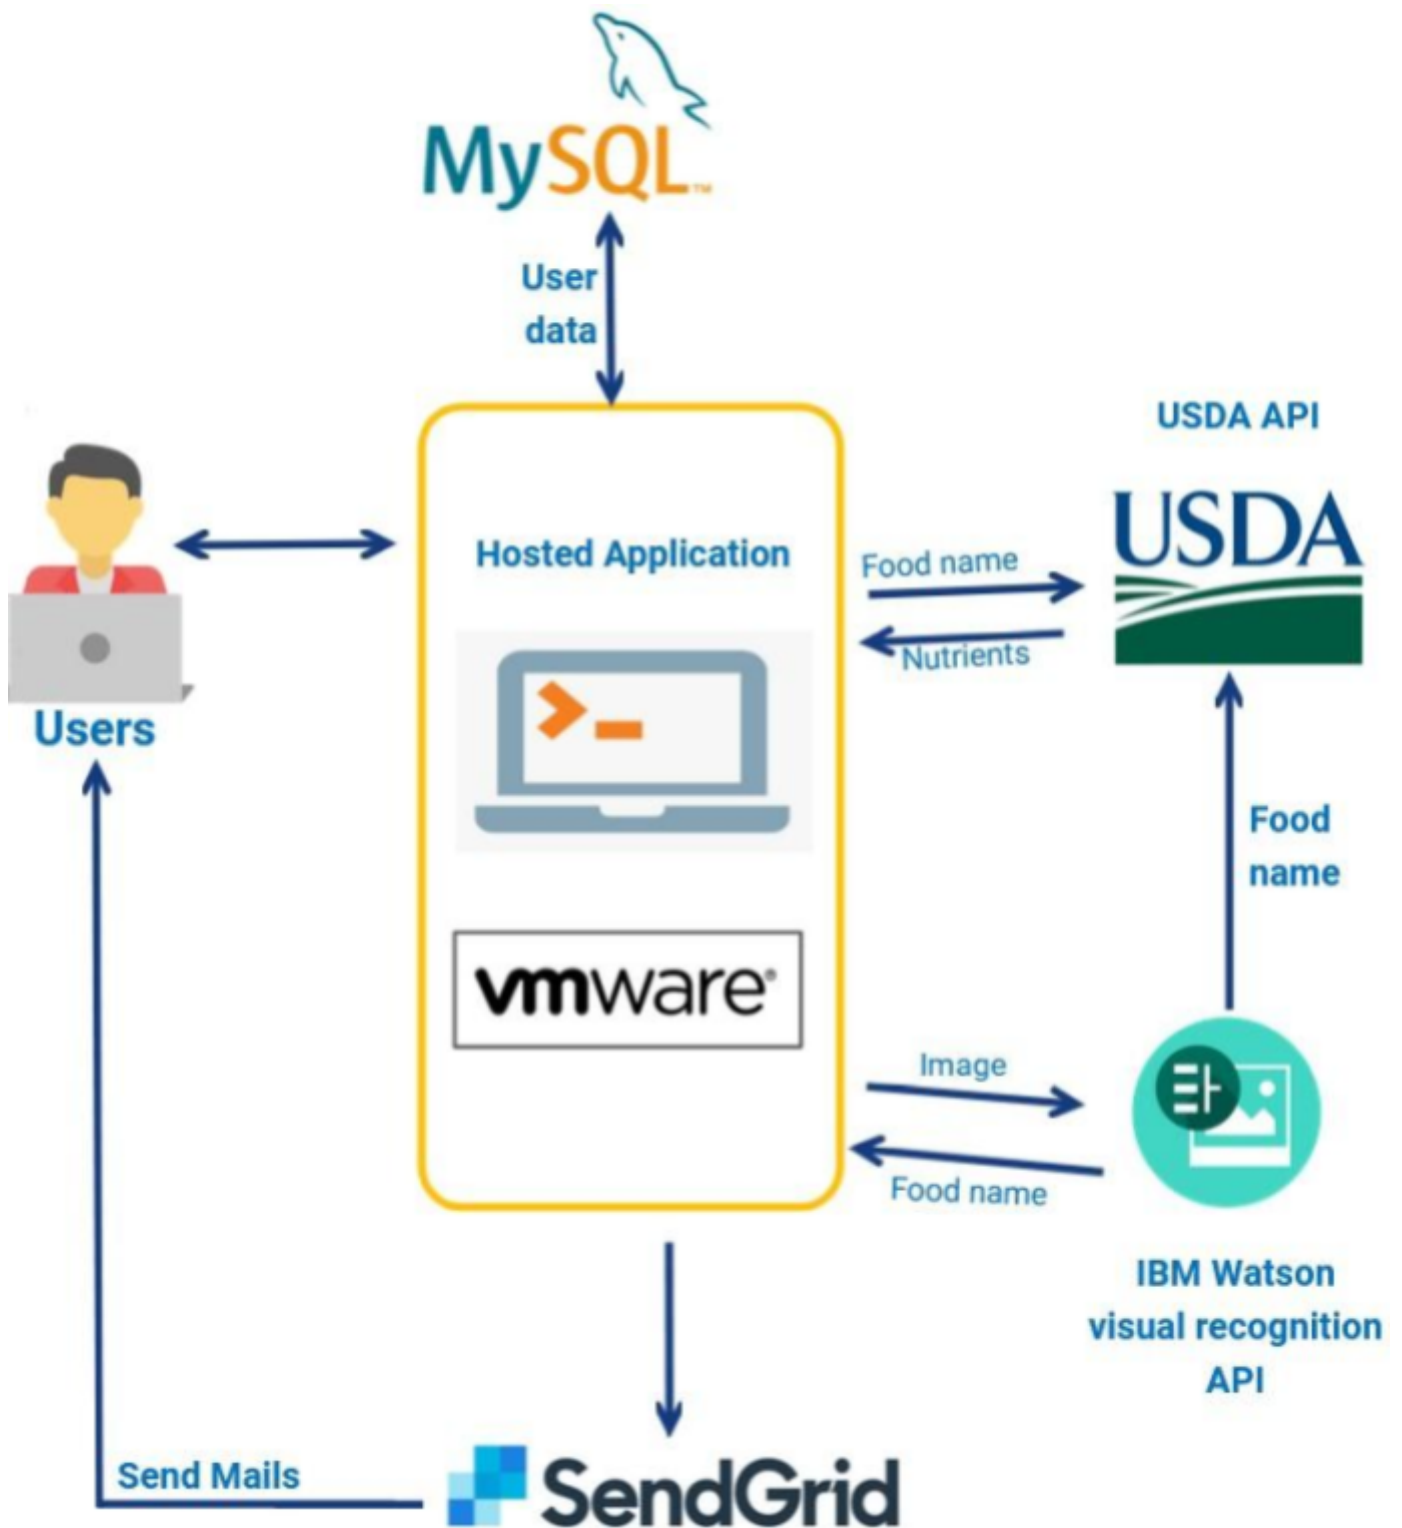 MySQL™
User
data
USDA API
USDA
Hosted Application
Food name
Nutrients
Users
Food
name
vmware®
Image
Food name
IBM Watson
visual recognition
API
Send Mails
SendGrid